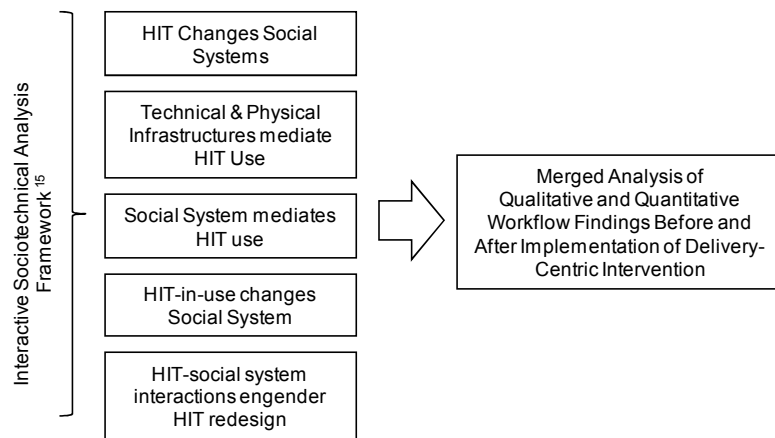 Interactive Sociotechnical Analysis
Framework 15
HIT Changes Social
Systems
Technical & Physical
Infrastructures mediate
HIT Use
Social System mediates
HIT use
HIT-in-use changes
Social System
HIT-social system
interactions engender
HIT redesign
Merged Analysis of
Qualitative and Quantitative
Workflow Findings Before and
After Implementation of Delivery-
Centric Intervention